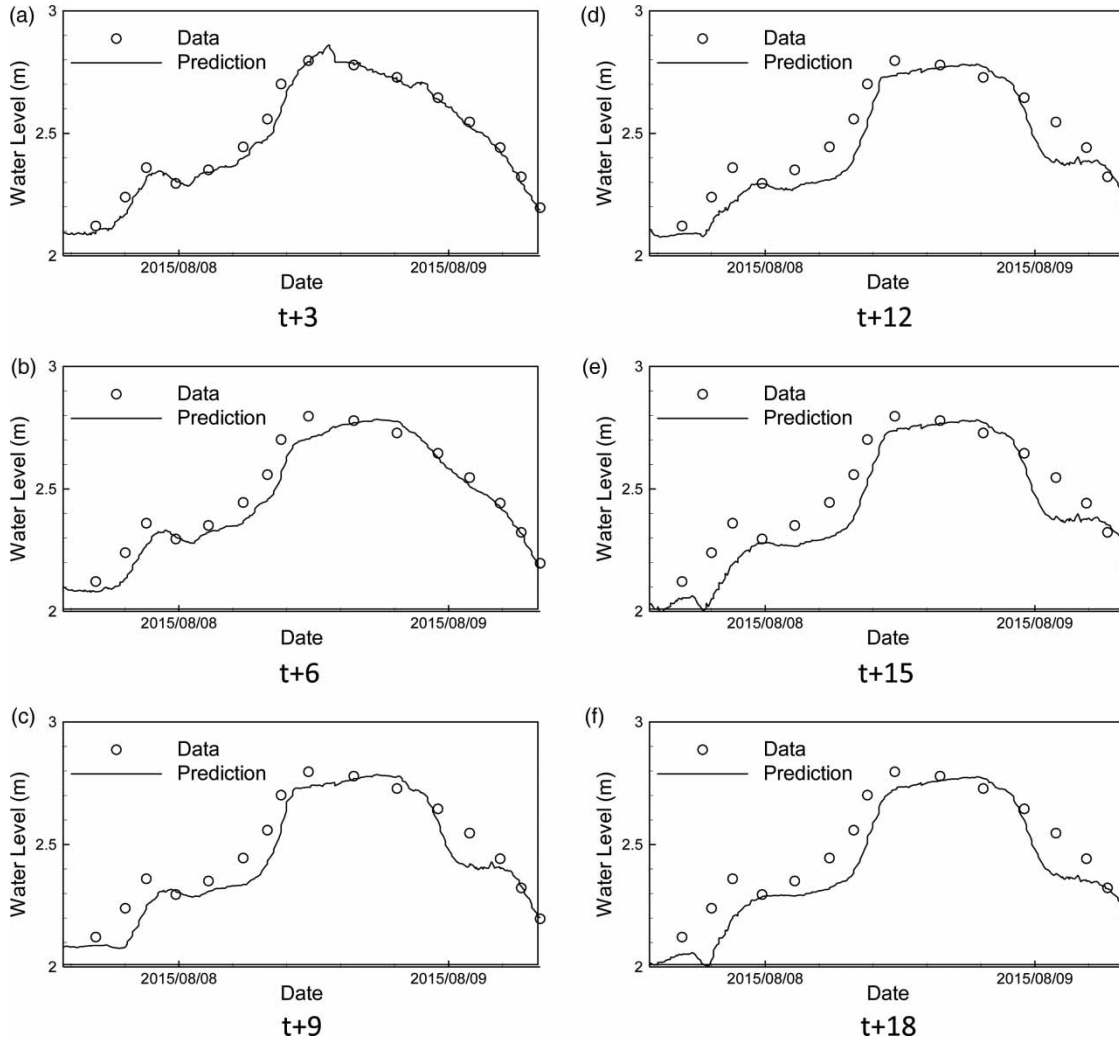 (a)
3
Data
Prediction
2.5
2
Water Level (m)
2015/08/08
2015/08/09
Date
t+3
(d)
3
Data
Prediction
2.5
2
Water Level (m)
2015/08/08
2015/08/09
Date
t+12
(b)
3
Data
Prediction
2.5
2
Water Level (m)
2015/08/08
2015/08/09
Date
t+6
(e)
3
Data
Prediction
2.5
2
Water Level (m)
2015/08/08
2015/08/09
Date
t+15
(c)
3
Data
Prediction
2.5
2
Water Level (m)
2015/08/08
2015/08/09
Date
t+9
(f)
3
Data
Prediction
2.5
2
Water Level (m)
2015/08/08
2015/08/09
Date
t+18